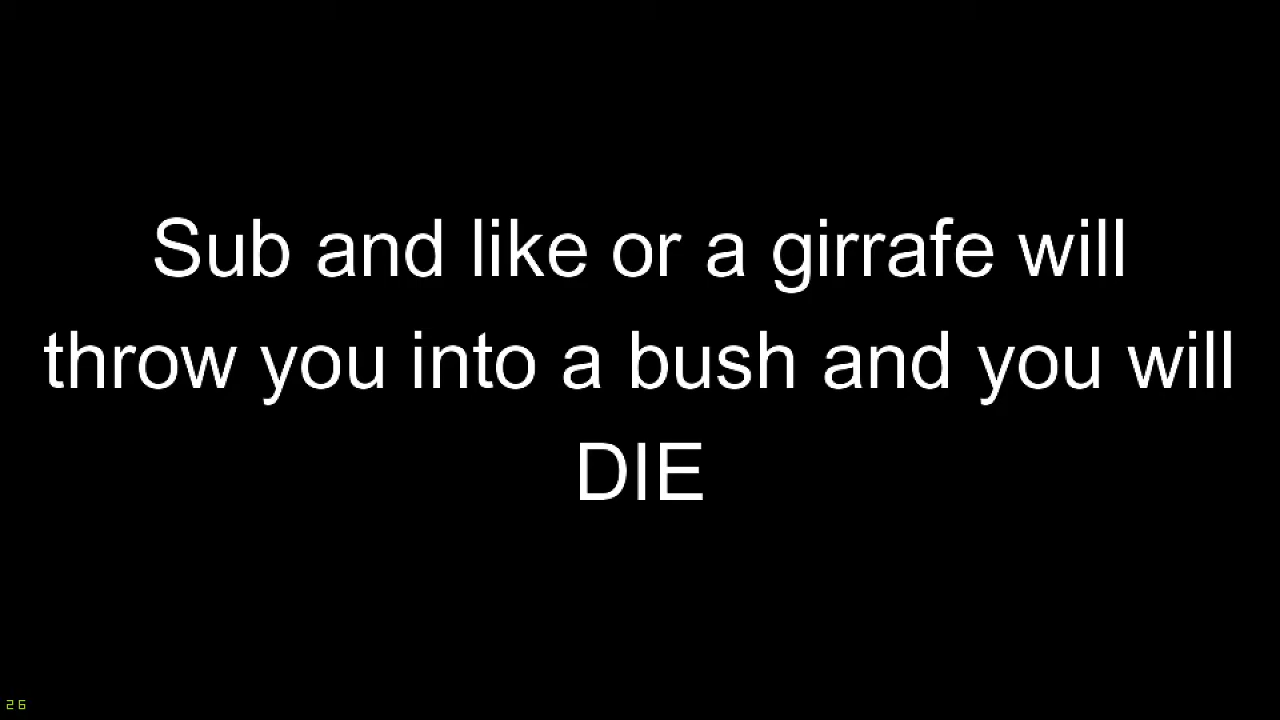 Sub and like or a girrafe will
throw you into a bush and you will
DIE
26